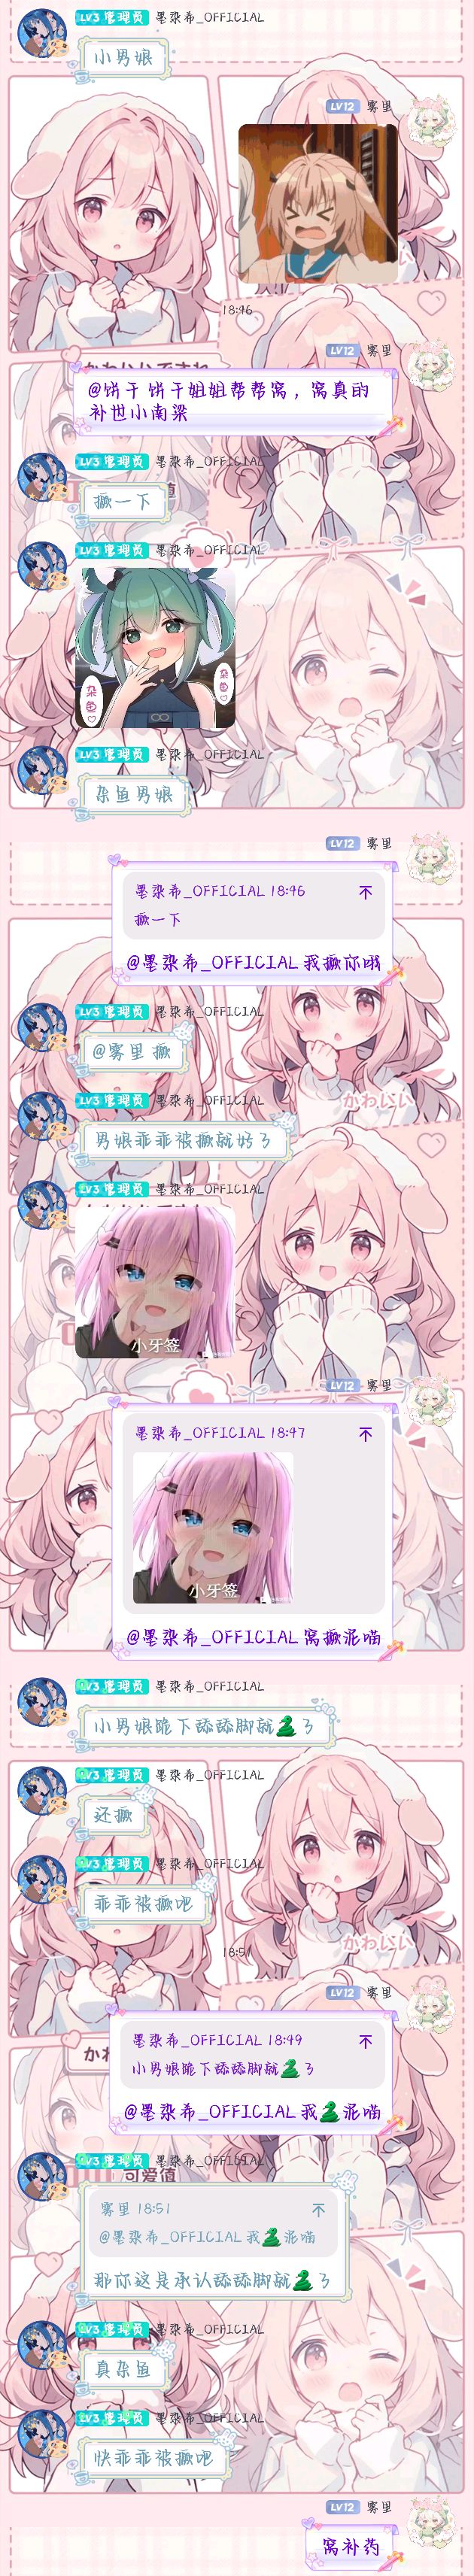 LV3 管理员 墨染希_OFFICIAL
小男娘
LV12 雾里
18:46
LV12 雾里
@饼干 饼干姐姐帮帮窝，窝真的
补世小南梁
LV3 管理员 墨染希_OFFICIAL
撅一下
LV3 管理员 墨染希_OFFICIAL
杂鱼♡
杂鱼♡
LV3 管理员 墨染希_OFFICIAL
杂鱼男娘
LV12 雾里
墨染希_OFFICIAL 18:46
撅一下
@墨染希_OFFICIAL 我撅你哦
LV3 管理员 墨染希_OFFICIAL
@雾里 撅
かわいい
LV3 管理员 墨染希_OFFICIAL
男娘乖乖被撅就好了
LV3 管理员 墨染希_OFFICIAL
小牙签
LV12 雾里
墨染希_OFFICIAL 18:47
小牙签
@墨染希_OFFICIAL 窝撅泥喵
LV3 管理员 墨染希_OFFICIAL
小男娘跪下舔舔脚就🐍了
LV3 管理员 墨染希_OFFICIAL
还撅
LV3 管理员 墨染希_OFFICIAL
乖乖被撅吧
かわいい
18:51
LV12 雾里
墨染希_OFFICIAL 18:49
小男娘跪下舔舔脚就🐍了
@墨染希_OFFICIAL 我🐍泥喵
LV3 管理员 墨染希_OFFICIAL
可爱值
雾里 18:51
@墨染希_OFFICIAL 我🐍泥喵
那你这是承认舔舔脚就🐍了
LV3 管理员 墨染希_OFFICIAL
真杂鱼
LV3 管理员 墨染希_OFFICIAL
快乖乖被撅吧
LV12 雾里
窝补药